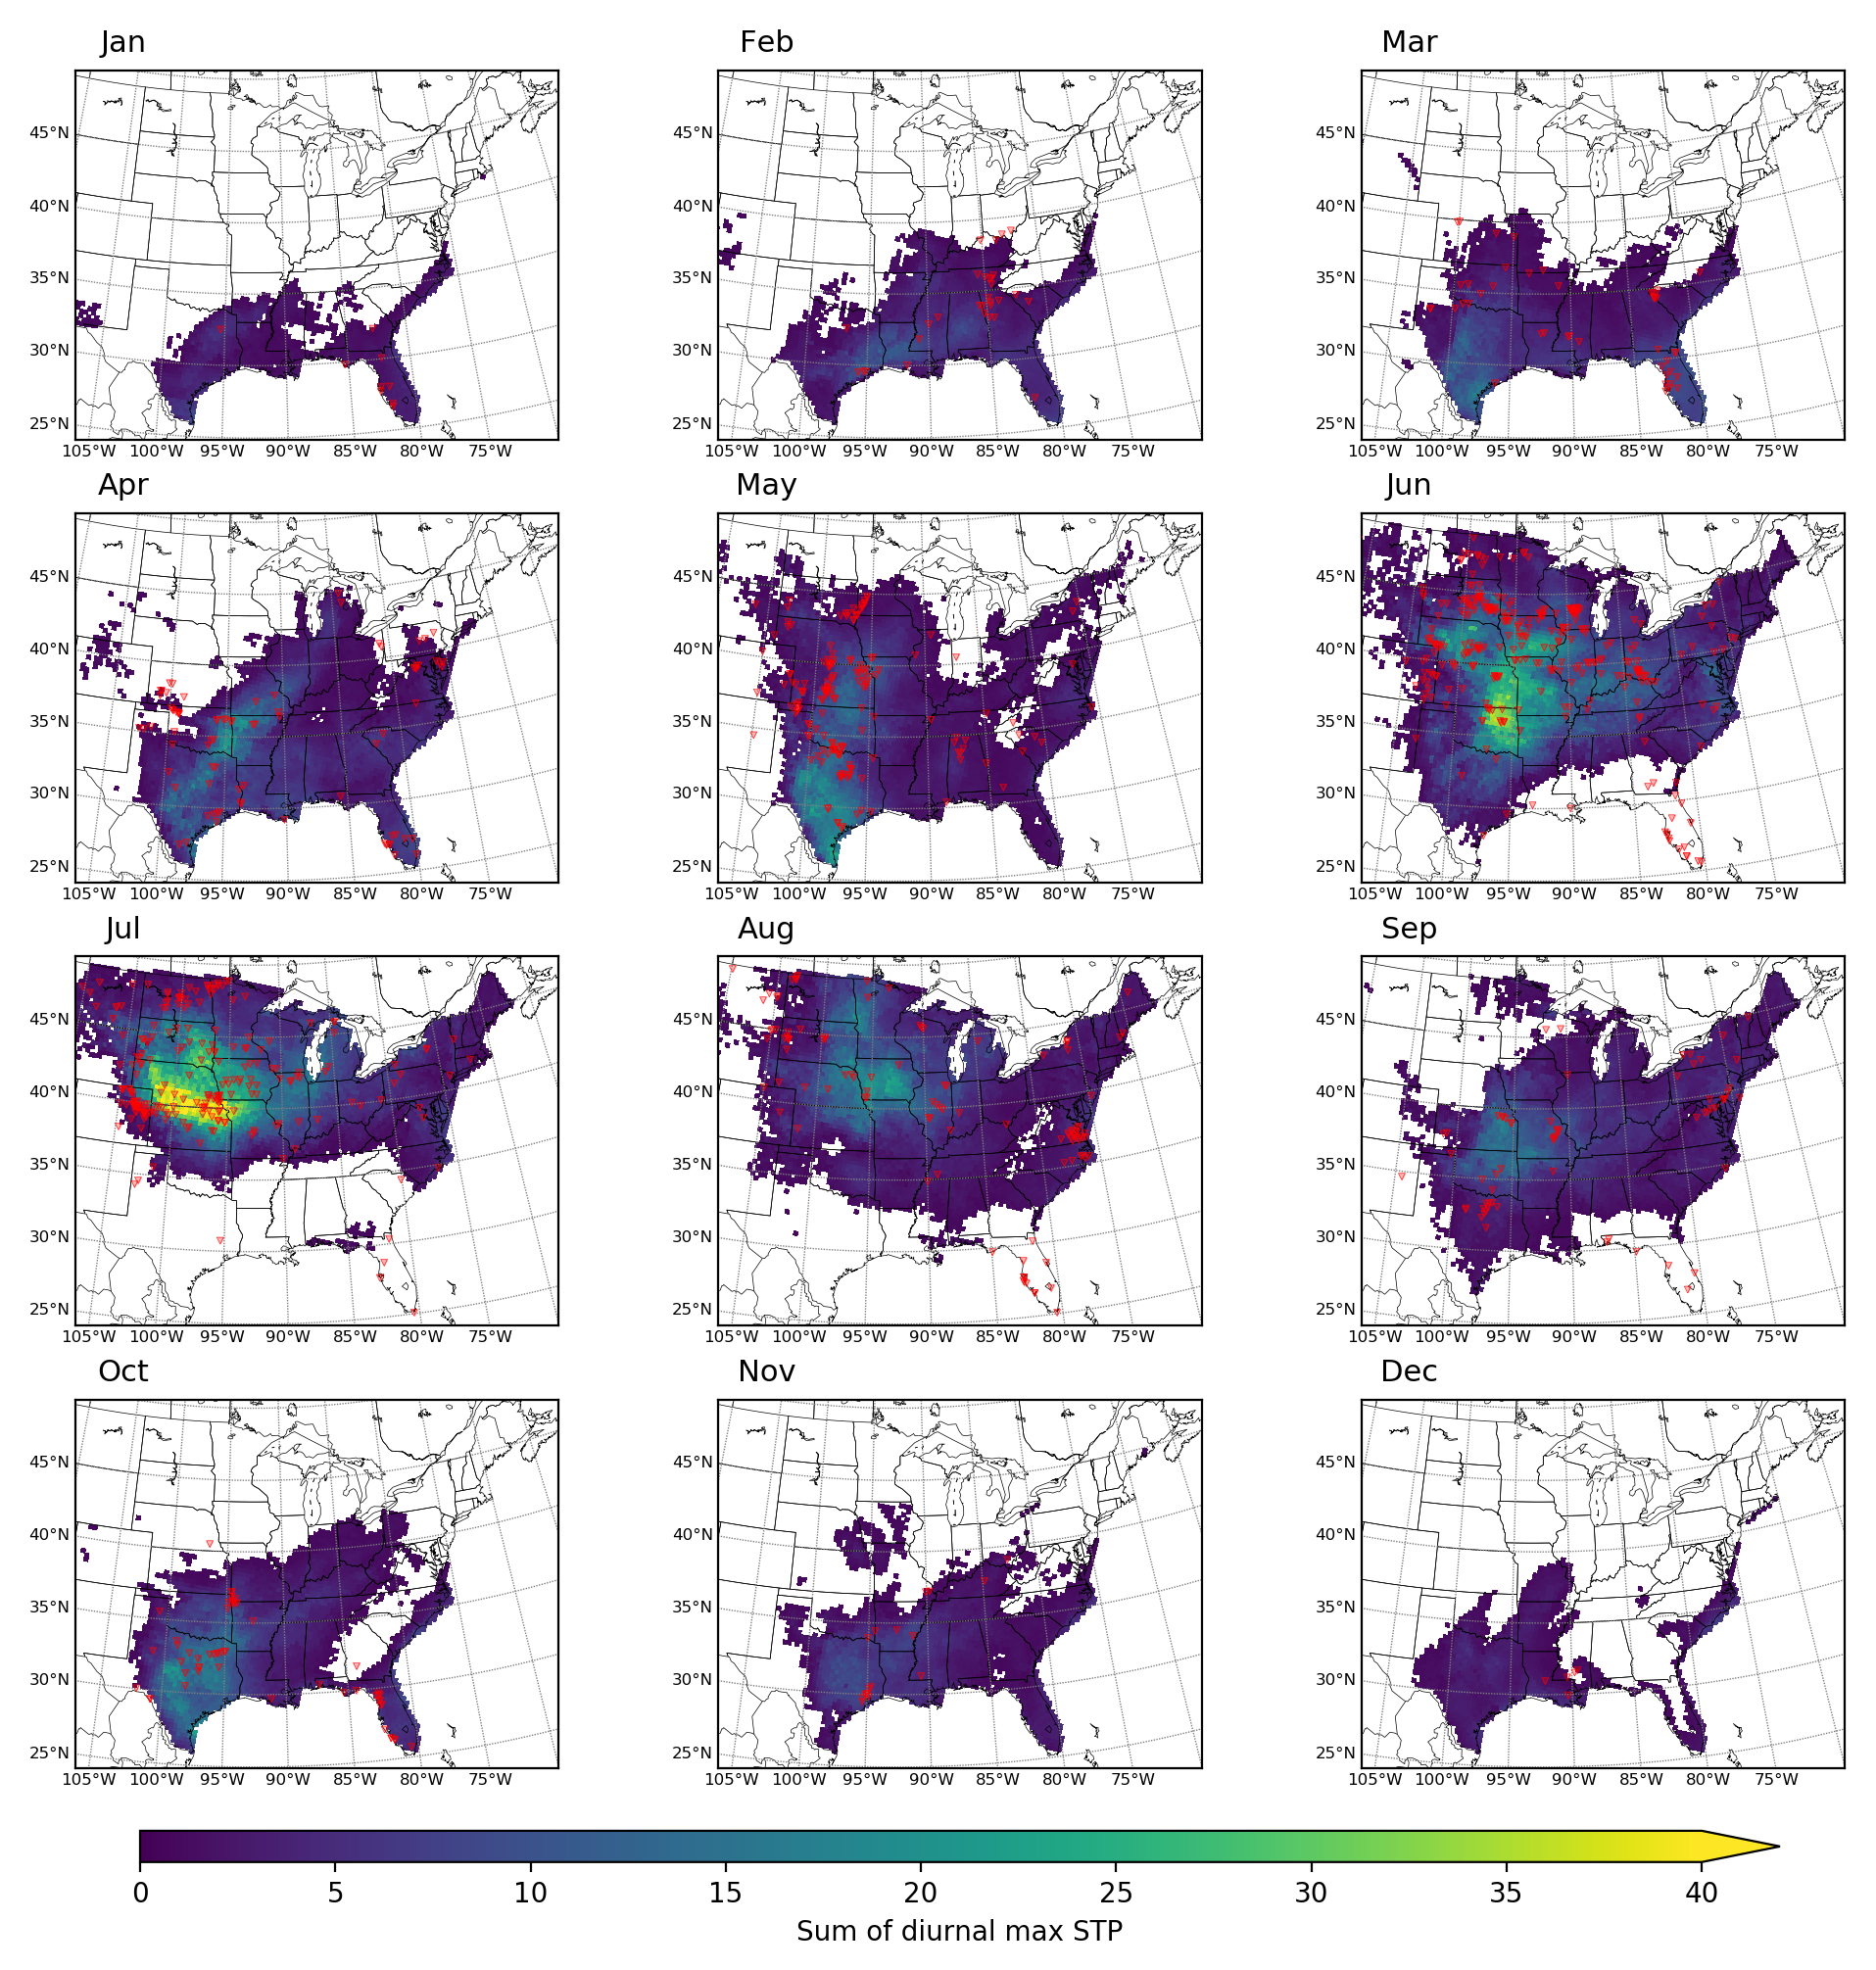 Jan Feb Mar
45°N 45°N 45°N
40°N 40°N 40°N
35°N 35°N 35°N
30°N 30°N 30°N
25°N 25°N 25°N
105°W 100°W 95°W 90°W 85°W 80°W 75°W 105°W 100°W 95°W 90°W 85°W 80°W 75°W 105°W 100°W 95°W 90°W 85°W 80°W 75°W
Apr May Jun
45°N 45°N 45°N
40°N 40°N 40°N
35°N 35°N 35°N
30°N 30°N 30°N
25°N 25°N 25°N
105°W 100°W 95°W 90°W 85°W 80°W 75°W 105°W 100°W 95°W 90°W 85°W 80°W 75°W 105°W 100°W 95°W 90°W 85°W 80°W 75°W
Jul Aug Sep
45°N 45°N 45°N
40°N 40°N 40°N
35°N 35°N 35°N
30°N 30°N 30°N
25°N 25°N 25°N
105°W 100°W 95°W 90°W 85°W 80°W 75°W 105°W 100°W 95°W 90°W 85°W 80°W 75°W 105°W 100°W 95°W 90°W 85°W 80°W 75°W
Oct Nov Dec
45°N 45°N 45°N
40°N 40°N 40°N
35°N 35°N 35°N
30°N 30°N 30°N
25°N 25°N 25°N
105°W 100°W 95°W 90°W 85°W 80°W 75°W 105°W 100°W 95°W 90°W 85°W 80°W 75°W 105°W 100°W 95°W 90°W 85°W 80°W 75°W
0 5 10 15 20 25 30 35 40
Sum of diurnal max STP